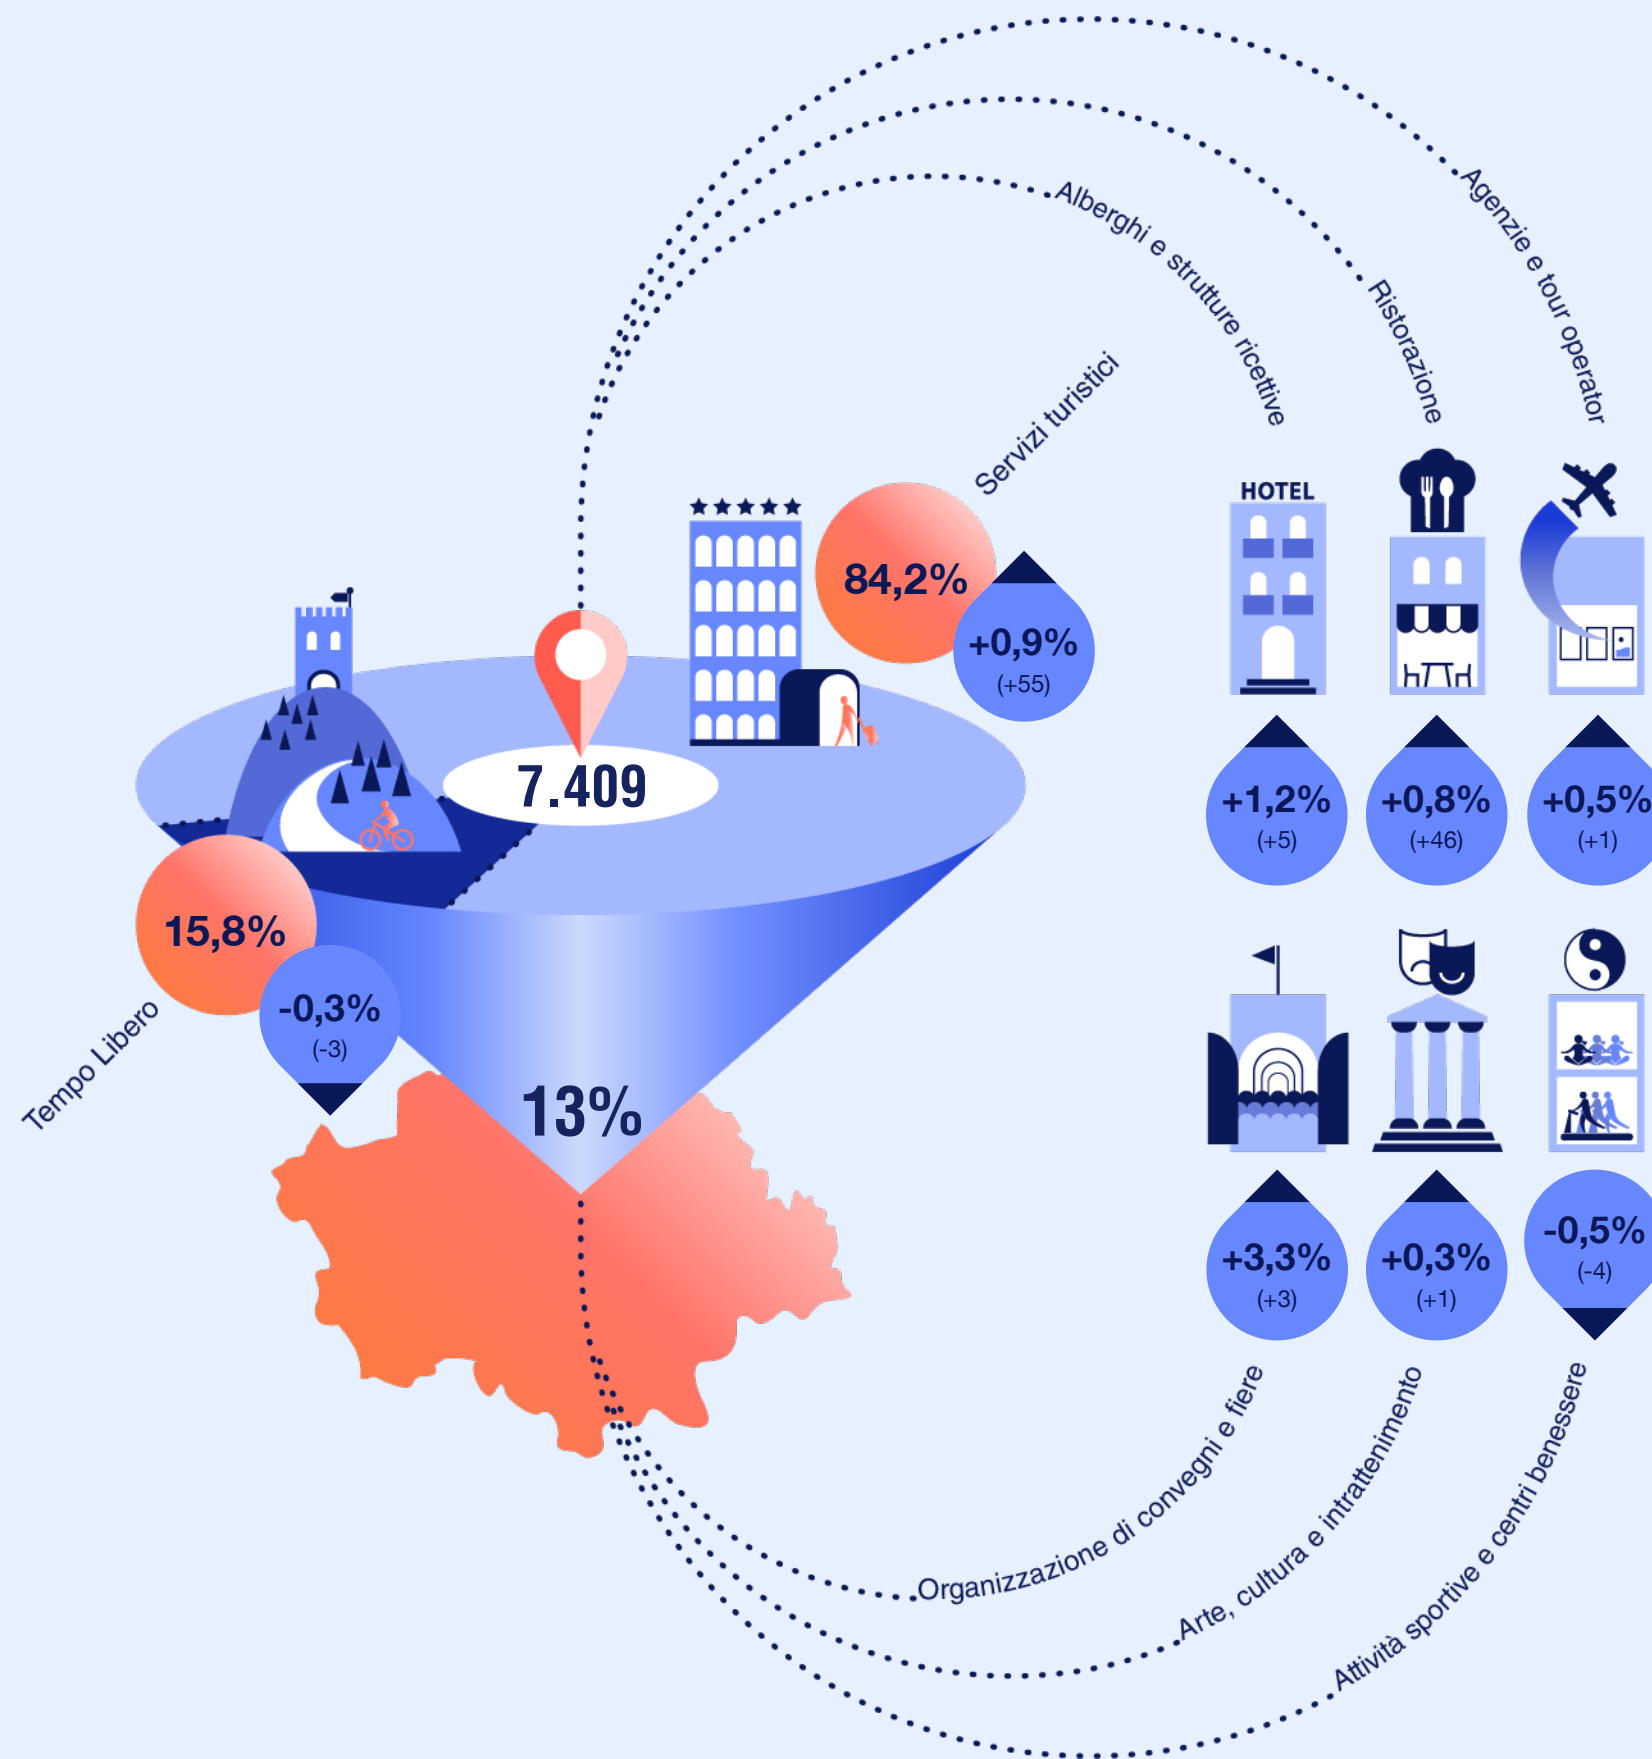 Agenzie e tour operator
Ristorazione
Alberghi e strutture ricettive
Servizi turistici
84,2%
+0,9%
(+55)
7.409
15,8%
-0,3%
(-3)
Tempo Libero
13%
HOTEL
+1,2%
(+5)
+0,8%
(+46)
+0,5%
(+1)
+3,3%
(+3)
+0,3%
(+1)
-0,5%
(-4)
Organizzazione di convegni e fiere
Arte, cultura e intrattenimento
Attività sportive e centri benessere